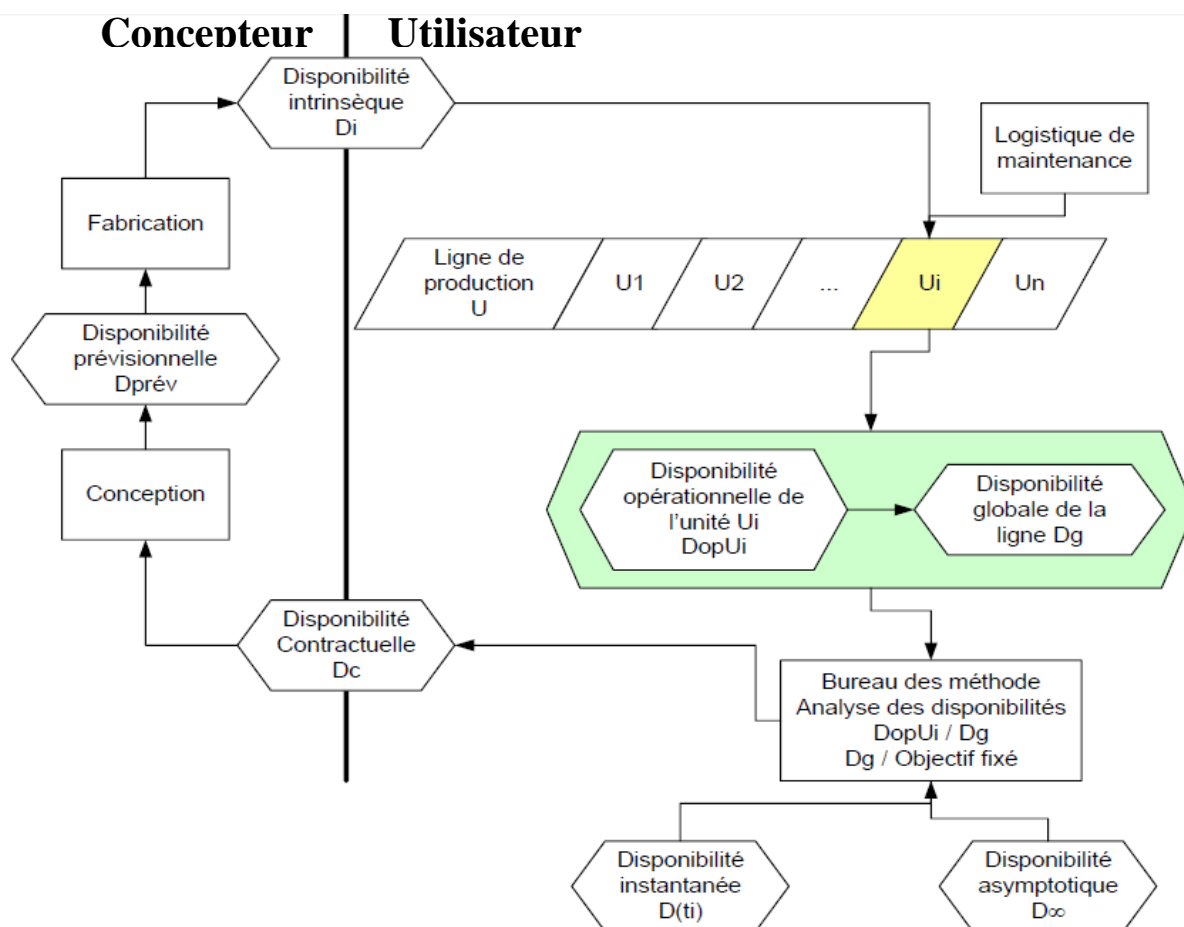 Concepteur
Utilisateur
Disponibilité
intrinsèque
Di
Logistique de
maintenance
Fabrication
Ligne de
production
U
U1
U2
...
Ui
Un
Disponibilité
prévisionnelle
Dprév
Disponibilité
opérationnelle de
l'unité Ui
DopUi
Disponibilité
globale de la
ligne Dg
Conception
Disponibilité
Contractuelle
Dc
Bureau des méthode
Analyse des disponibilités
DopUi / Dg
Dg / Objectif fixé
Disponibilité
instantanée
D(ti)
Disponibilité
asymptotique
D∞